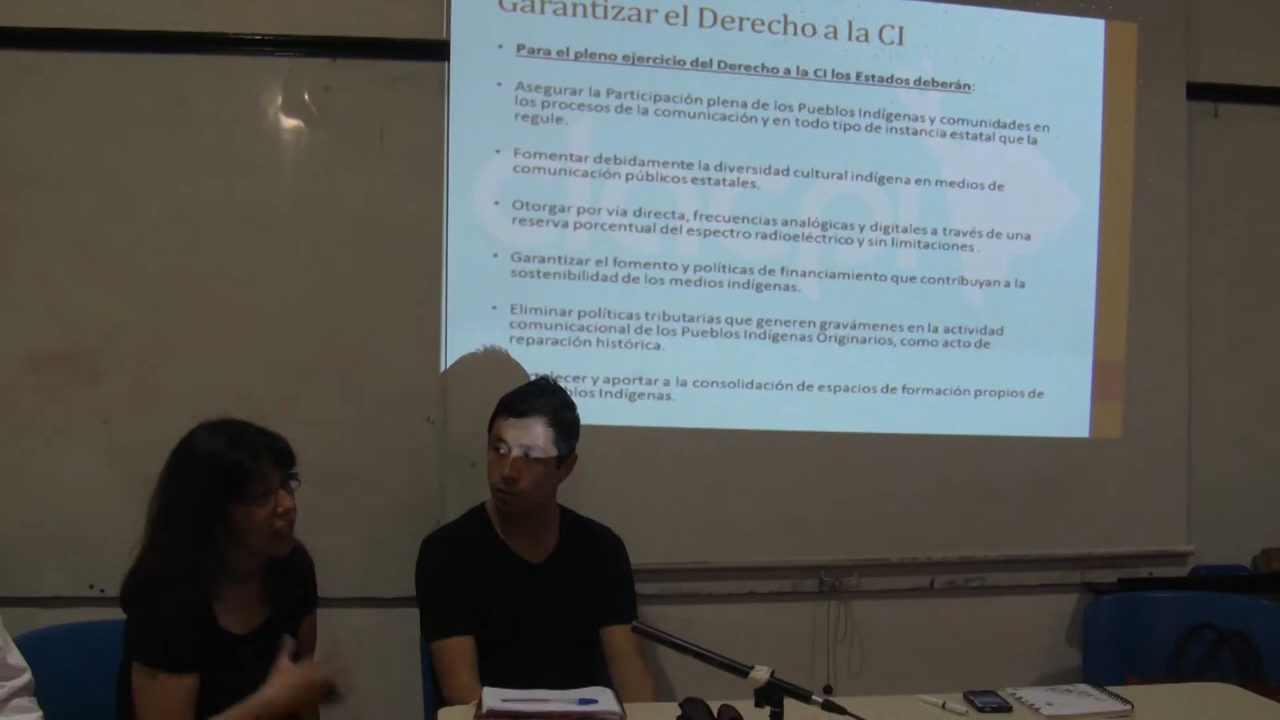 Garantizar el Derecho a la CI
• Para el pleno ejercicio del Derecho a la CI los Estados deberán:
• Asegurar la Participación plena de los Pueblos Indígenas y comunidades en
los procesos de la comunicación y en todo tipo de instancia estatal que la
regule.
• Fomentar debidamente la diversidad cultural indígena en medios de
comunicación públicos estatales.
• Otorgar por vía directa, frecuencias analógicas y digitales a través de una
reserva porcentual del espectro radioeléctrico y sin limitaciones.
• Garantizar el fomento y políticas de financiamiento que contribuyan a la
sostenibilidad de los medios indígenas.
• Eliminar políticas tributarias que generen gravámenes en la actividad
comunicacional de los Pueblos Indígenas Originarios, como acto de
reparación histórica.
y aportar a la consolidación de espacios de formación propios de
Indígenas.